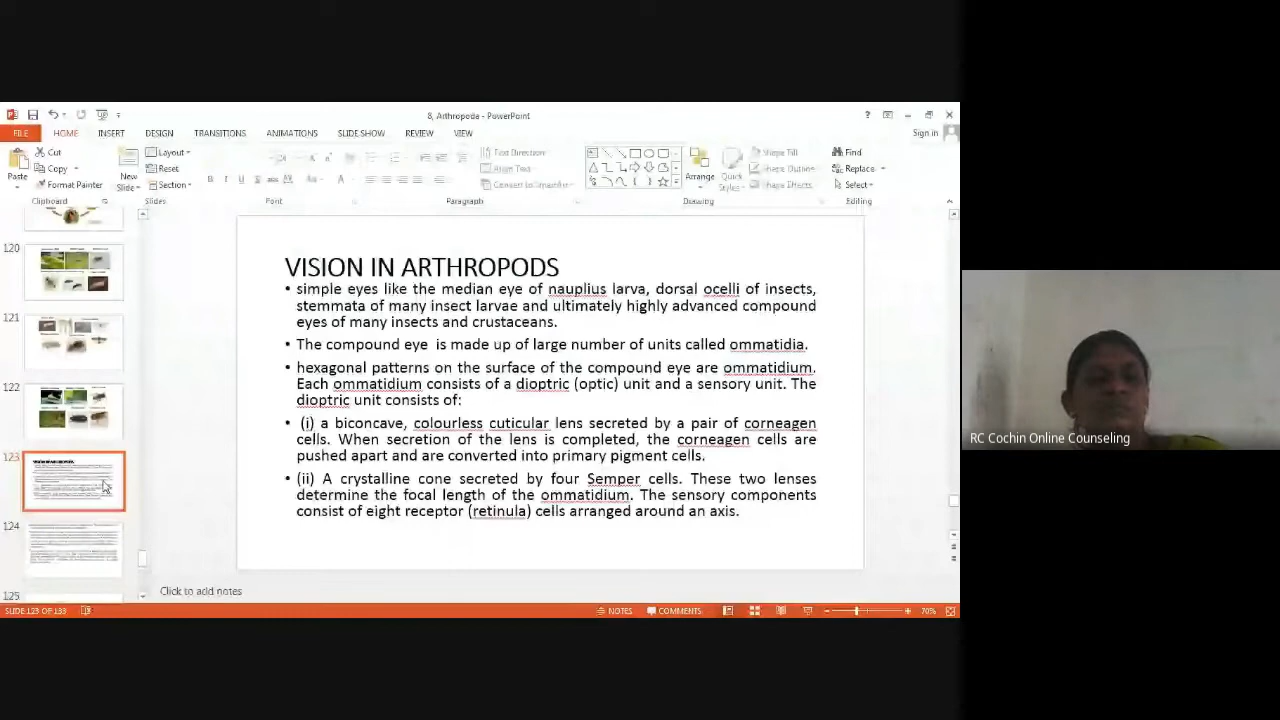 8, Arthropoda - PowerPoint
Sign in
FILE HOME INSERT DESIGN TRANSITIONS ANIMATIONS SLIDE SHOW REVIEW VIEW
Cut
Copy
Format Painter
Paste
Clipboard
New
Slide
Layout
Reset
Section
Slides
Font
Text Direction
Align Text
Convert to SmartArt
Paragraph
Arrange
Quick
Styles
Shape Fill
Shape Outline
Shape Effects
Drawing
Find
Replace
Select
Editing
120
121
122
123
124
125
VISION IN ARTHROPODS
• simple eyes like the median eye of nauplius larva, dorsal ocelli of insects,
stemmata of many insect larvae and ultimately highly advanced compound
eyes of many insects and crustaceans.
• The compound eye is made up of large number of units called ommatidia.
• hexagonal patterns on the surface of the compound eye are ommatidium.
Each ommatidium consists of a dioptric (optic) unit and a sensory unit. The
dioptric unit consists of:
• (i) a biconcave, colourless cuticular lens secreted by a pair of corneagen
cells. When secretion of the lens is completed, the corneagen cells are
pushed apart and are converted into primary pigment cells.
• (ii) A crystalline cone secreted by four Semper cells. These two lenses
determine the focal length of the ommatidium. The sensory components
consist of eight receptor (retinula) cells arranged around an axis.
Click to add notes
SLIDE 123 OF 133
NOTES COMMENTS 70%
RC Cochin Online Counseling